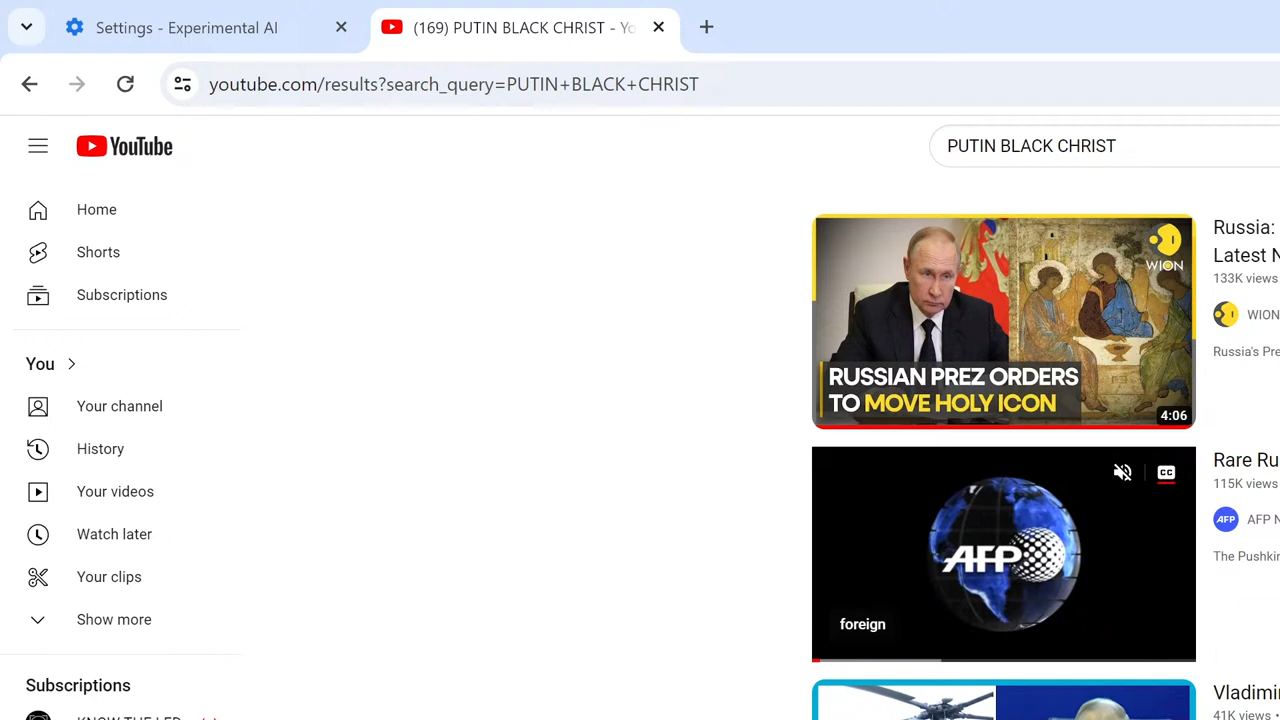 Settings - Experimental AI
(169) PUTIN BLACK CHRIST - Yo
youtube.com/results?search_query=PUTIN+BLACK+CHRIST
YouTube
PUTIN BLACK CHRIST
Home
Shorts
Subscriptions
You
Your channel
History
Your videos
Watch later
Your clips
Show more
Subscriptions
WION
RUSSIAN PREZ ORDERS
TO MOVE HOLY ICON
4:06
Russia:
Latest N
133K views
WION
Russia's Pre
CC
AFP
foreign
Rare Ru
115K views
AFP
AFP N
The Pushkin
Vladimi
41K views •